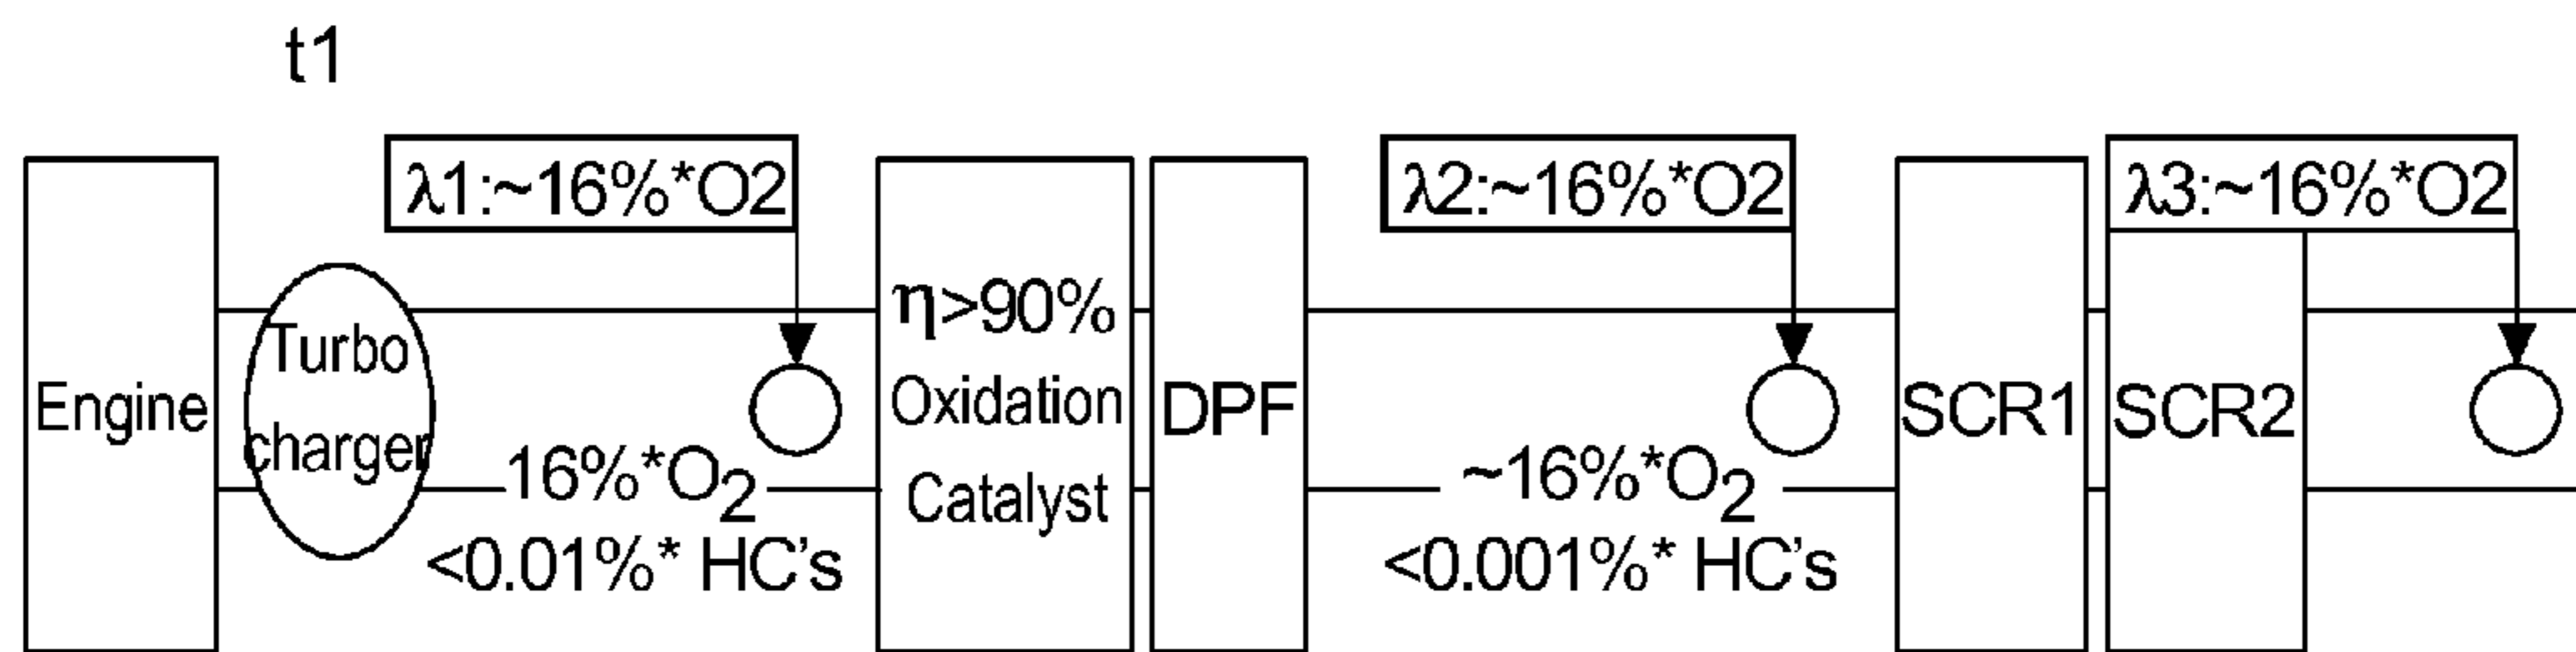 t1
λ1:~16%*O2
λ2:~16%*O2
λ3:~16%*O2
Engine
Turbo
charger
16%*O₂
<0.01%* HC’s
η>90%
Oxidation
Catalyst
DPF
~16%*O₂
<0.001%* HC’s
SCR1
SCR2